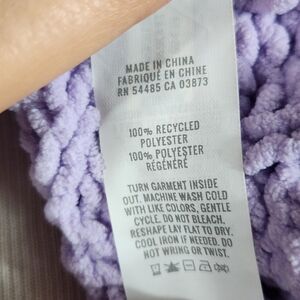 MADE IN CHINA
FABRIQUÉ EN CHINE
RN 54485 CA 03873
100% RECYCLED
POLYESTER
100% POLYESTER
RÉGÉNÉRÉ
TURN GARMENT INSIDE
OUT. MACHINE WASH COLD
WITH LIKE COLORS, GENTLE
CYCLE. DO NOT BLEACH.
RESHAPE LAY FLAT TO DRY.
COOL IRON IF NEEDED. DO
NOT WRING OR TWIST.